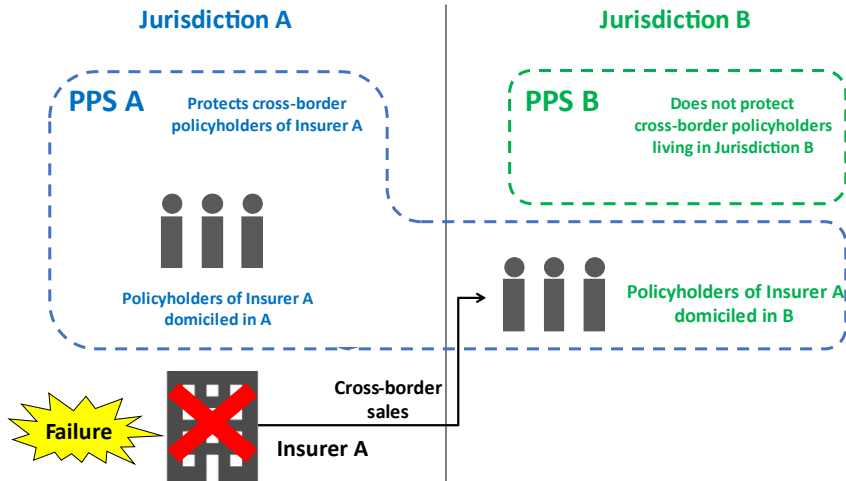 Jurisdiction A
Jurisdiction B
PPS A
Protects cross-border
policyholders of Insurer A
PPS B
Does not protect
cross-border policyholders
living in Jurisdiction B
Policyholders of Insurer A
domiciled in A
Policyholders of Insurer A
domiciled in B
Cross-border
sales
Failure
Insurer A